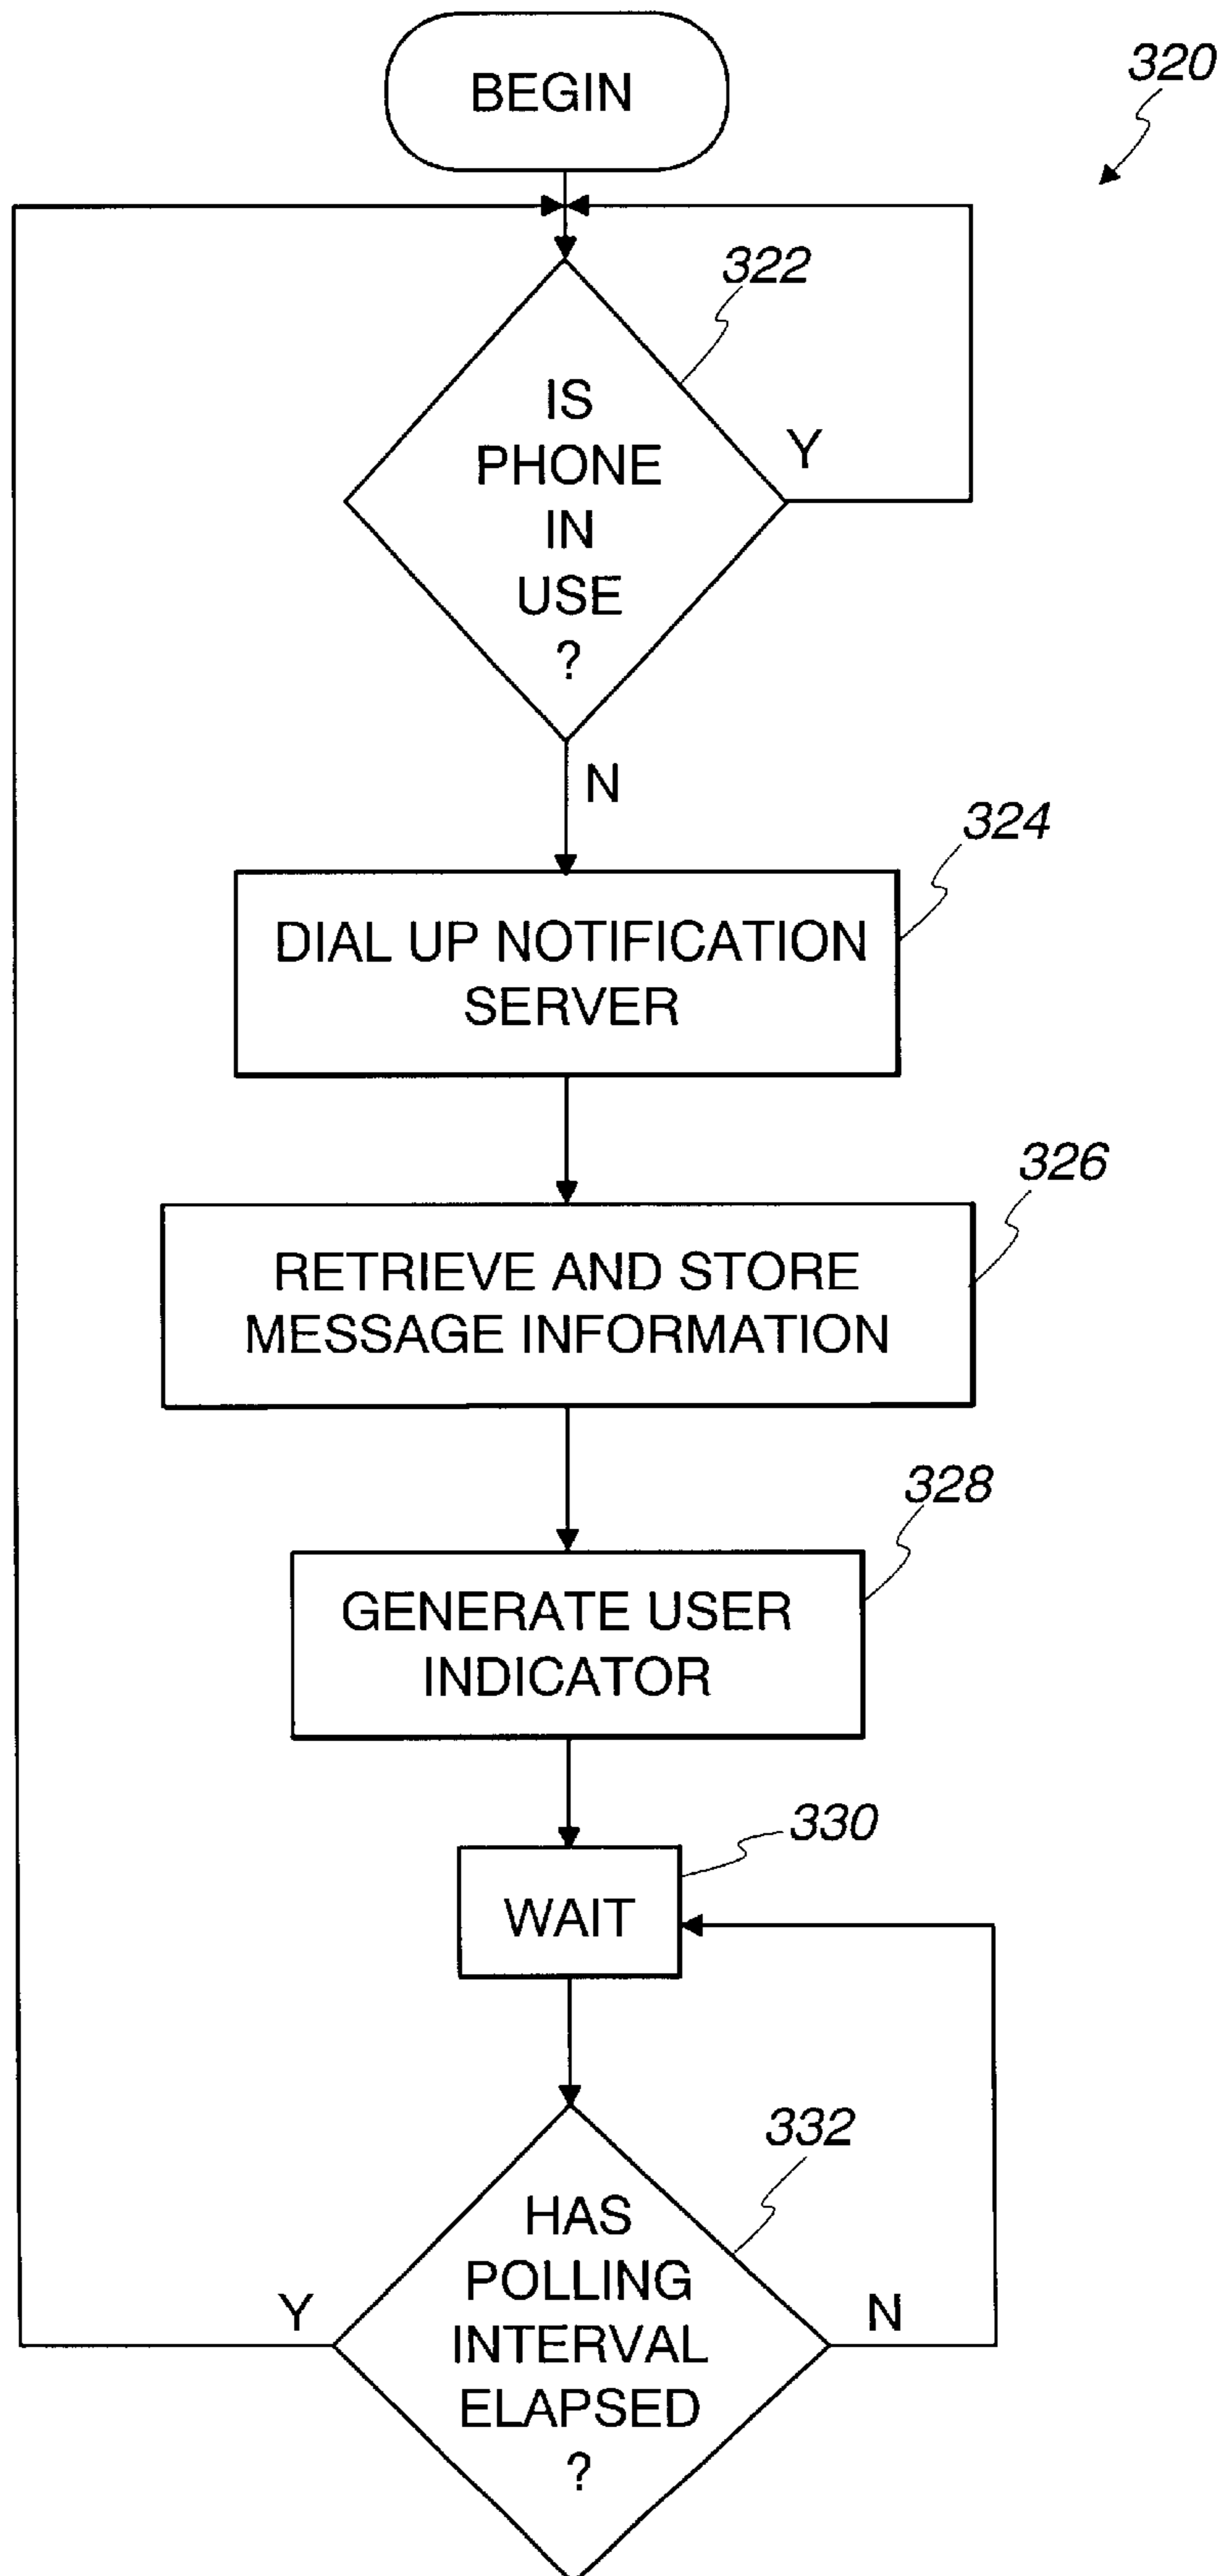 BEGIN
320
322
IS
PHONE
IN
USE
?
Y
N
324
DIAL UP NOTIFICATION
SERVER
326
RETRIEVE AND STORE
MESSAGE INFORMATION
328
GENERATE USER
INDICATOR
330
WAIT
332
HAS
POLLING
INTERVAL
ELAPSED
?
Y
N